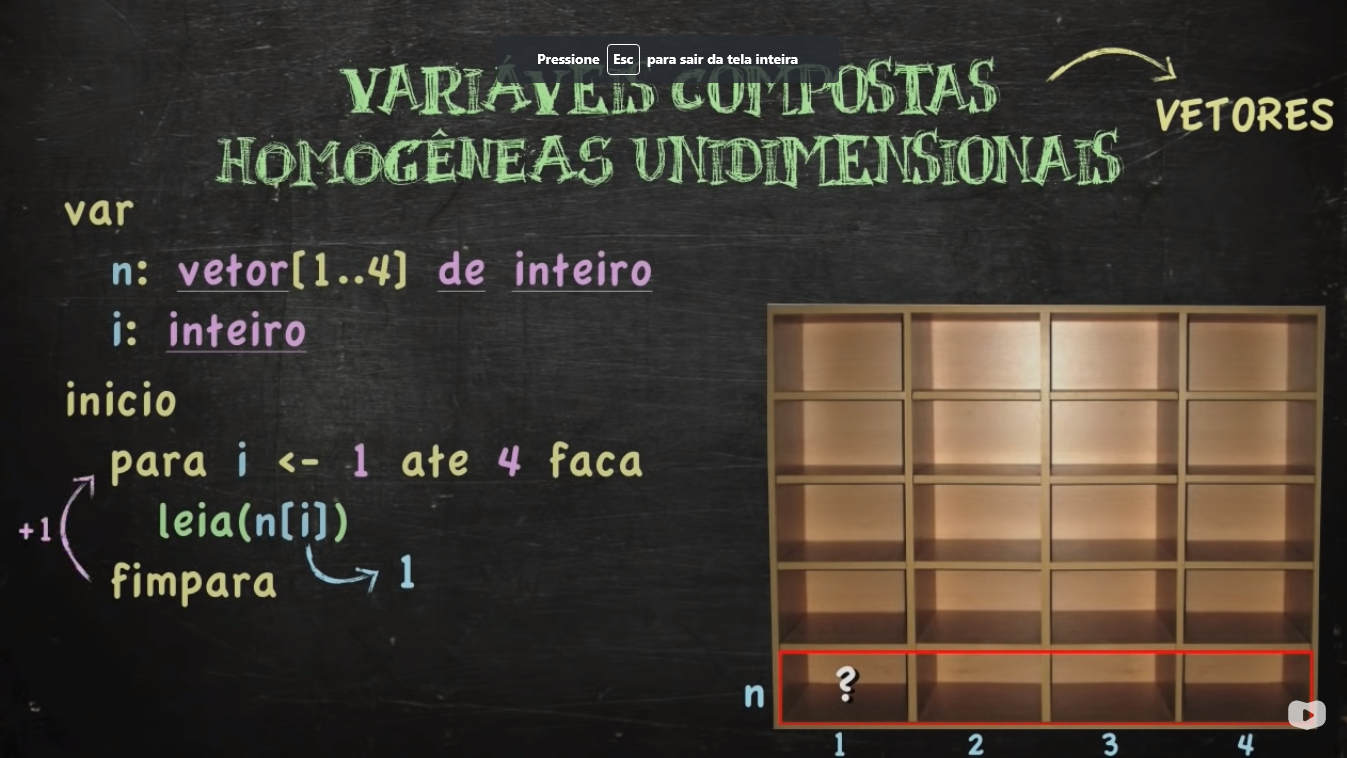 Pressione Esc para sair da tela inteira
VARIÁVEIS COMPOSTAS
HOMOGÊNEAS UNIDIMENSIONAIS
VETORES
var
n: vetor[1..4] de inteiro
i: inteiro
inicio
para i <- 1 ate 4 faca
+1
leia(n[i])
1
fimpara
n
?
1 2 3 4